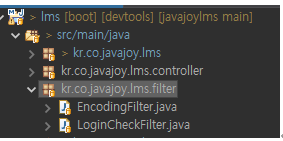 lms [boot] [devtools] [javajoylms main]
src/main/java
> kr.co.javajoy.lms
kr.co.javajoy.lms.controller
kr.co.javajoy.lms.filter
EncodingFilter.java
LoginCheckFilter.java